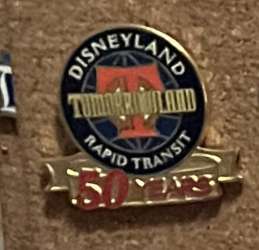 DISNEYLAND
T
TOMORROWLAND
RAPID TRANSIT
50 YEARS